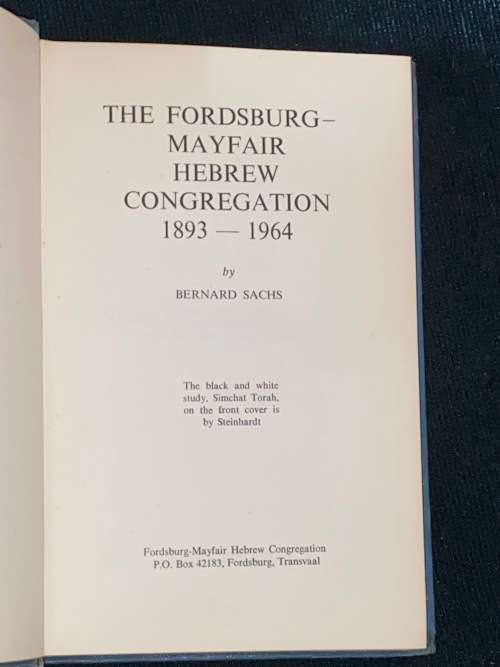 THE FORDSBURG–
MAYFAIR
HEBREW
CONGREGATION
1893 — 1964
by
BERNARD SACHS
The black and white
study, Simchat Torah,
on the front cover is
by Steinhardt
Fordsburg-Mayfair Hebrew Congregation
P.O. Box 42183, Fordsburg, Transvaal